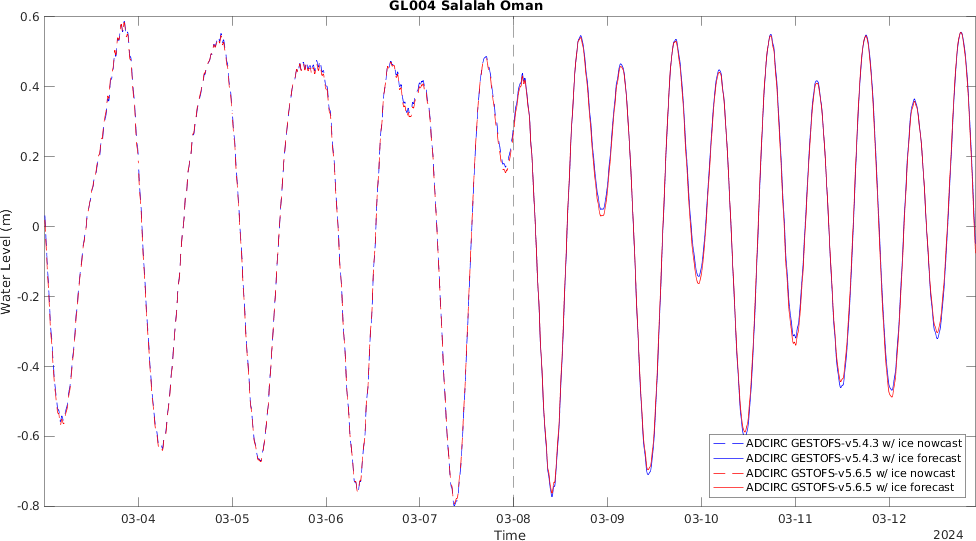 GL004 Salalah Oman
Water Level (m)
0.6
0.4
0.2
0
-0.2
-0.4
-0.6
-0.8
ADCIRC GESTOFS-v5.4.3 w/ ice nowcast
ADCIRC GESTOFS-v5.4.3 w/ ice forecast
ADCIRC GSTOFS-v5.6.5 w/ ice nowcast
ADCIRC GSTOFS-v5.6.5 w/ ice forecast
03-04 03-05 03-06 03-07 03-08 03-09 03-10 03-11 03-12
Time
2024